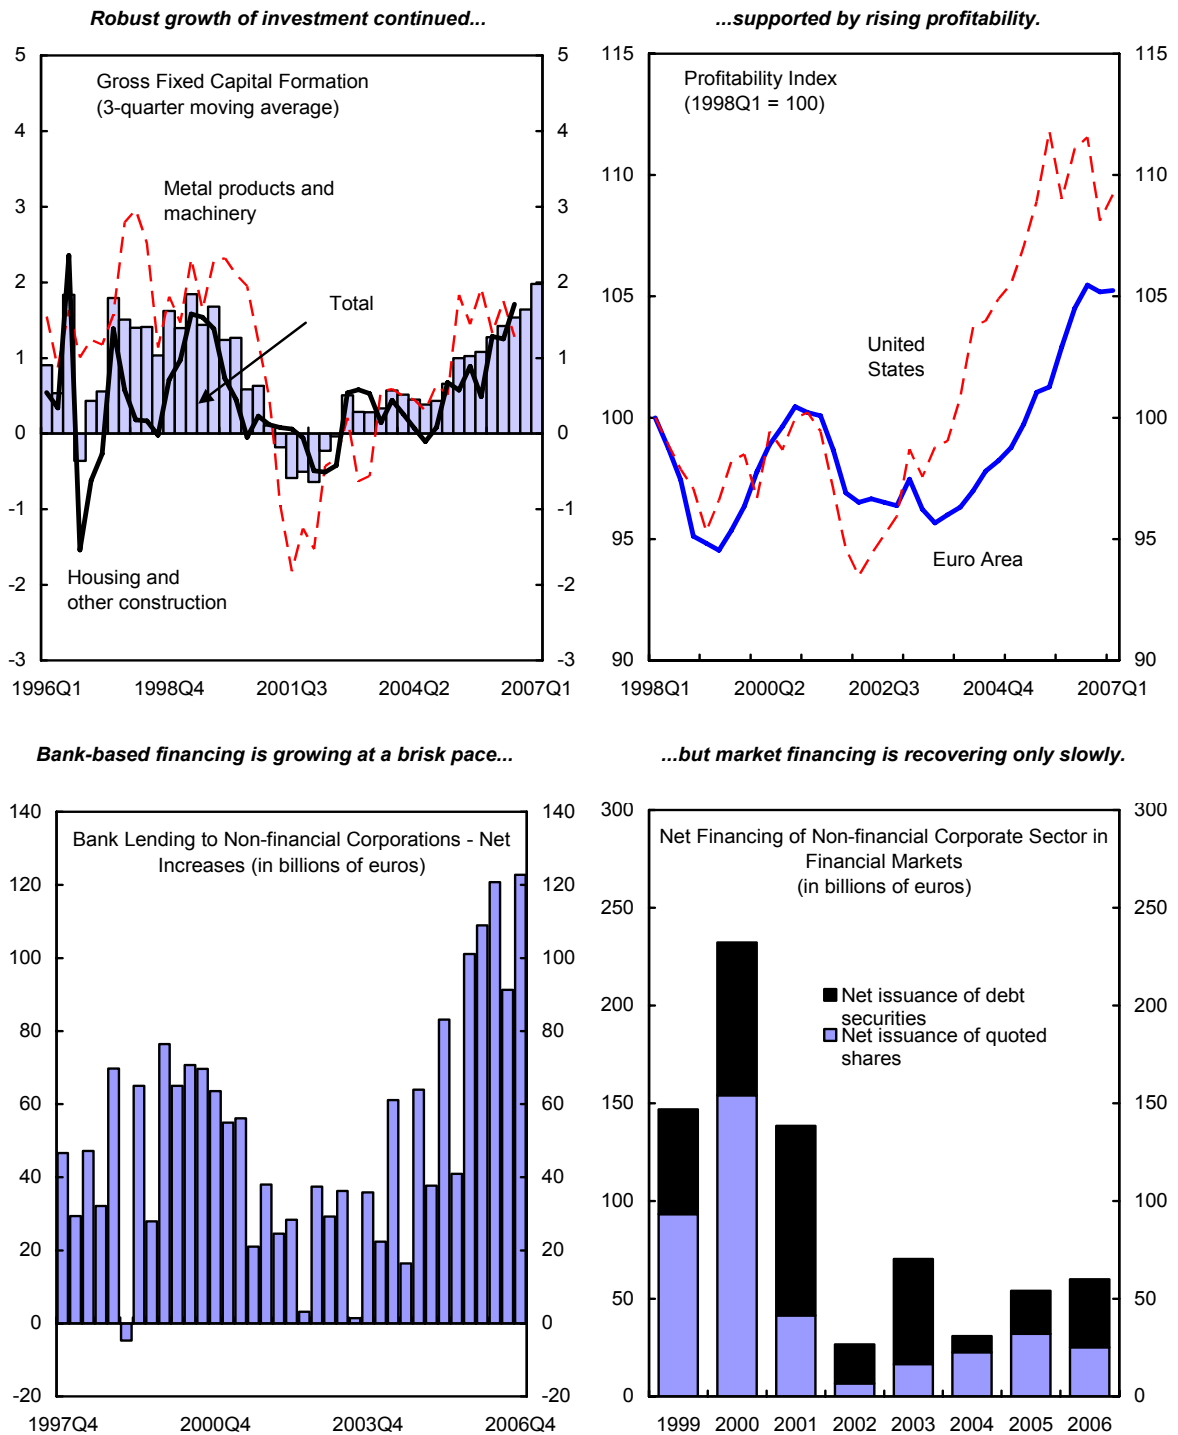 Robust growth of investment continued...
5
4
3
2
1
0
-1
-2
-3
5
4
3
2
1
0
-1
-2
-3
Gross Fixed Capital Formation
(3-quarter moving average)
Metal products and
machinery
Total
Housing and
other construction
1996Q1 1998Q4 2001Q3 2004Q2 2007Q1
...supported by rising profitability.
115
110
105
100
95
90
115
110
105
100
95
90
Profitability Index
(1998Q1 = 100)
United
States
Euro Area
1998Q1 2000Q2 2002Q3 2004Q4 2007Q1
Bank-based financing is growing at a brisk pace...
140
120
100
80
60
40
20
0
-20
140
120
100
80
60
40
20
0
-20
Bank Lending to Non-financial Corporations - Net
Increases (in billions of euros)
1997Q4 2000Q4 2003Q4 2006Q4
...but market financing is recovering only slowly.
300
250
200
150
100
50
0
300
250
200
150
100
50
0
Net Financing of Non-financial Corporate Sector in
Financial Markets
(in billions of euros)
Net issuance of debt
securities
Net issuance of quoted
shares
1999 2000 2001 2002 2003 2004 2005 2006